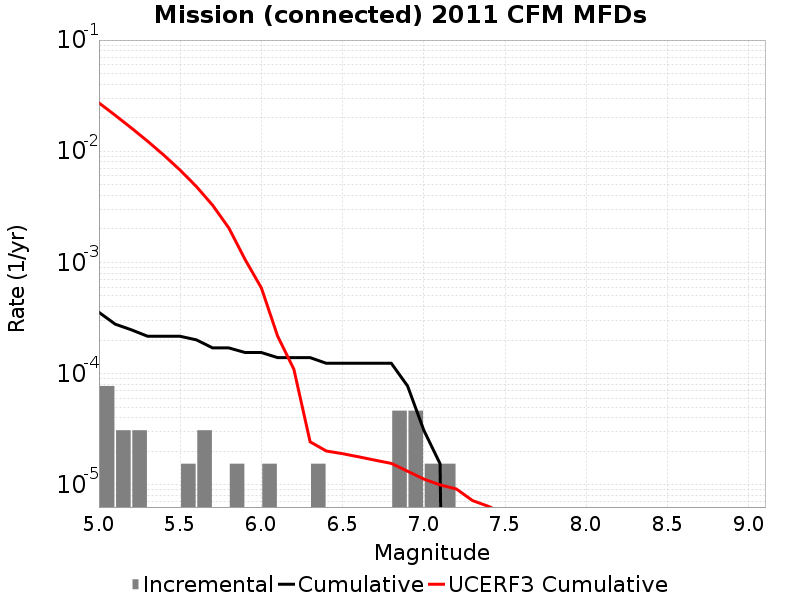 Mission (connected) 2011 CFM MFDs
10-1
10-2
10-3
10-4
10-5
Rate (1/yr)
5.0 5.5 6.0 6.5 7.0 7.5 8.0 8.5 9.0
Magnitude
Incremental Cumulative UCERF3 Cumulative